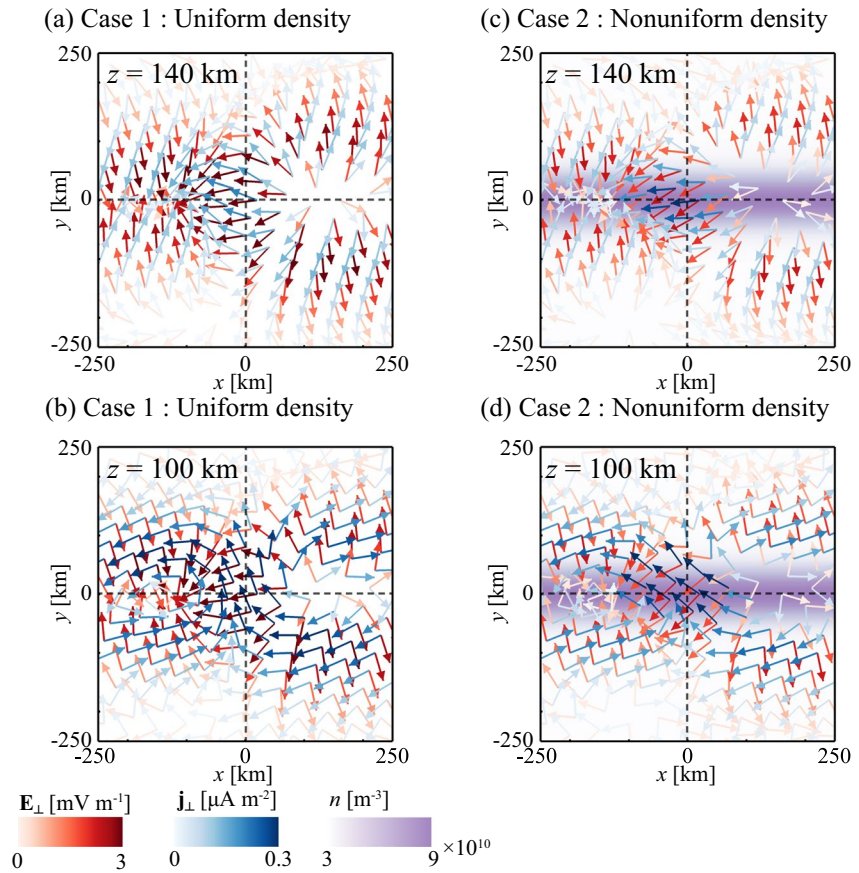 (a) Case 1 : Uniform density
250
z = 140 km
y [km]
0
-250
-250
0
250
x [km]
(c) Case 2 : Nonuniform density
250
z = 140 km
y [km]
0
-250
-250
0
250
x [km]
(b) Case 1 : Uniform density
250
z = 100 km
y [km]
0
-250
-250
0
250
x [km]
(d) Case 2 : Nonuniform density
250
z = 100 km
y [km]
0
-250
-250
0
250
x [km]
E⊥ [mV m⁻¹]
0
3
j⊥ [μA m⁻²]
0
0.3
n [m⁻³]
3
9
×10¹⁰